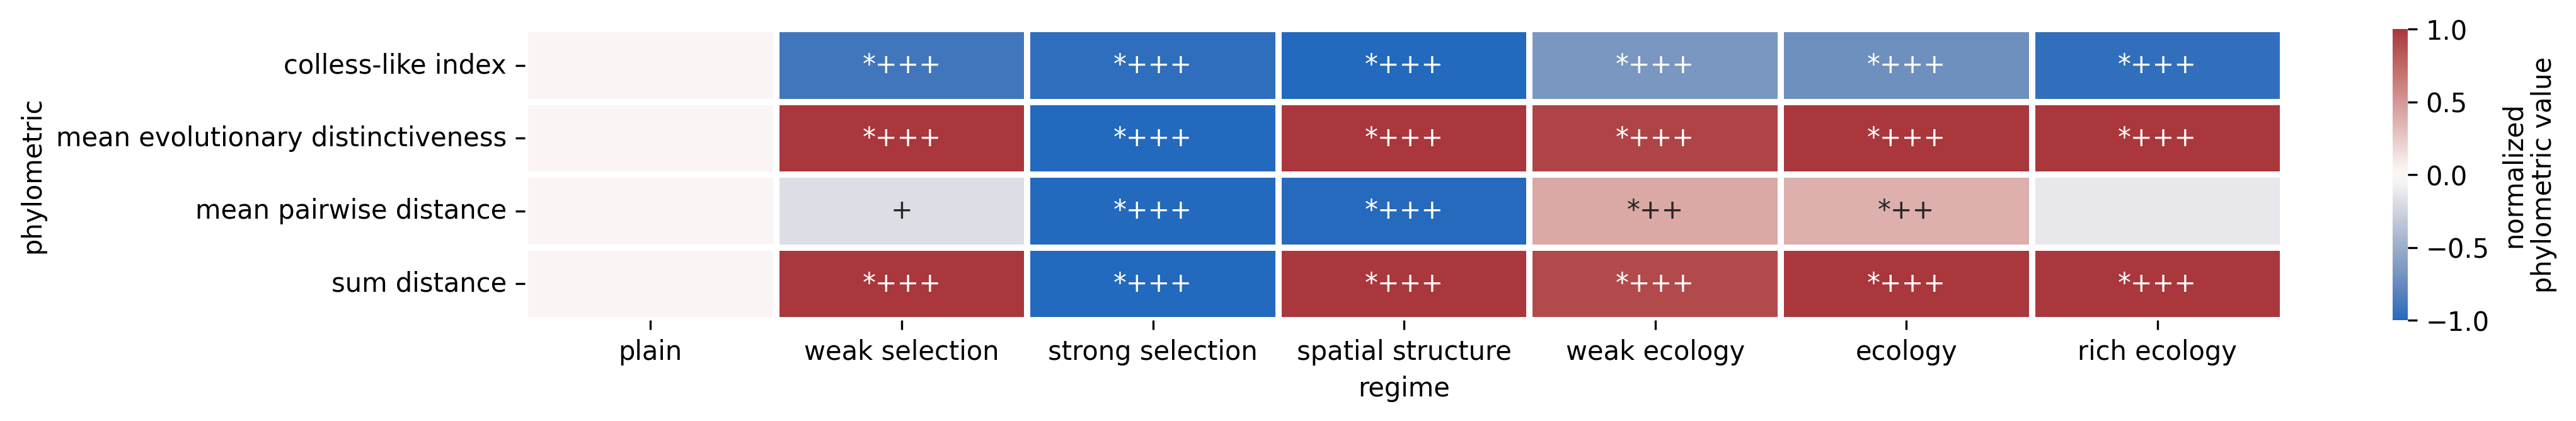 phylometric
colless-like index
*+++ *+++ *+++ *+++ *+++ *+++
mean evolutionary distinctiveness
*+++ *+++ *+++ *+++ *+++ *+++
mean pairwise distance
+ *+++ *+++ *++ *++
sum distance
*+++ *+++ *+++ *+++ *+++ *+++
plain weak selection strong selection spatial structure weak ecology ecology rich ecology
regime
1.0
0.5
0.0
−0.5
−1.0
normalized
phylometric value